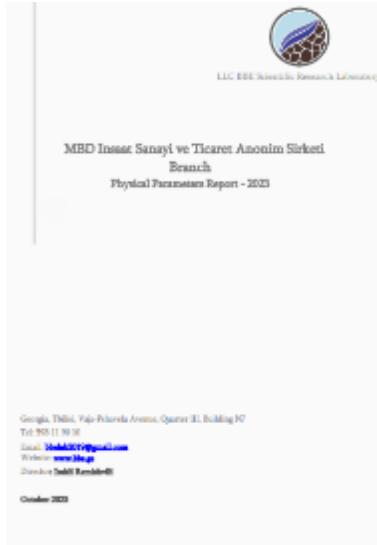 LLC BBE Scientific Research Laboratory
MBD Insaat Sanayi ve Ticaret Anonim Sirketi
Branch
Physical Parameters Report - 2023
Georgia, Tbilisi, Vaja-Pshavela Avenue, Quarter III, Building N7
Tel:
Email:
Website:
Director:
October 2023